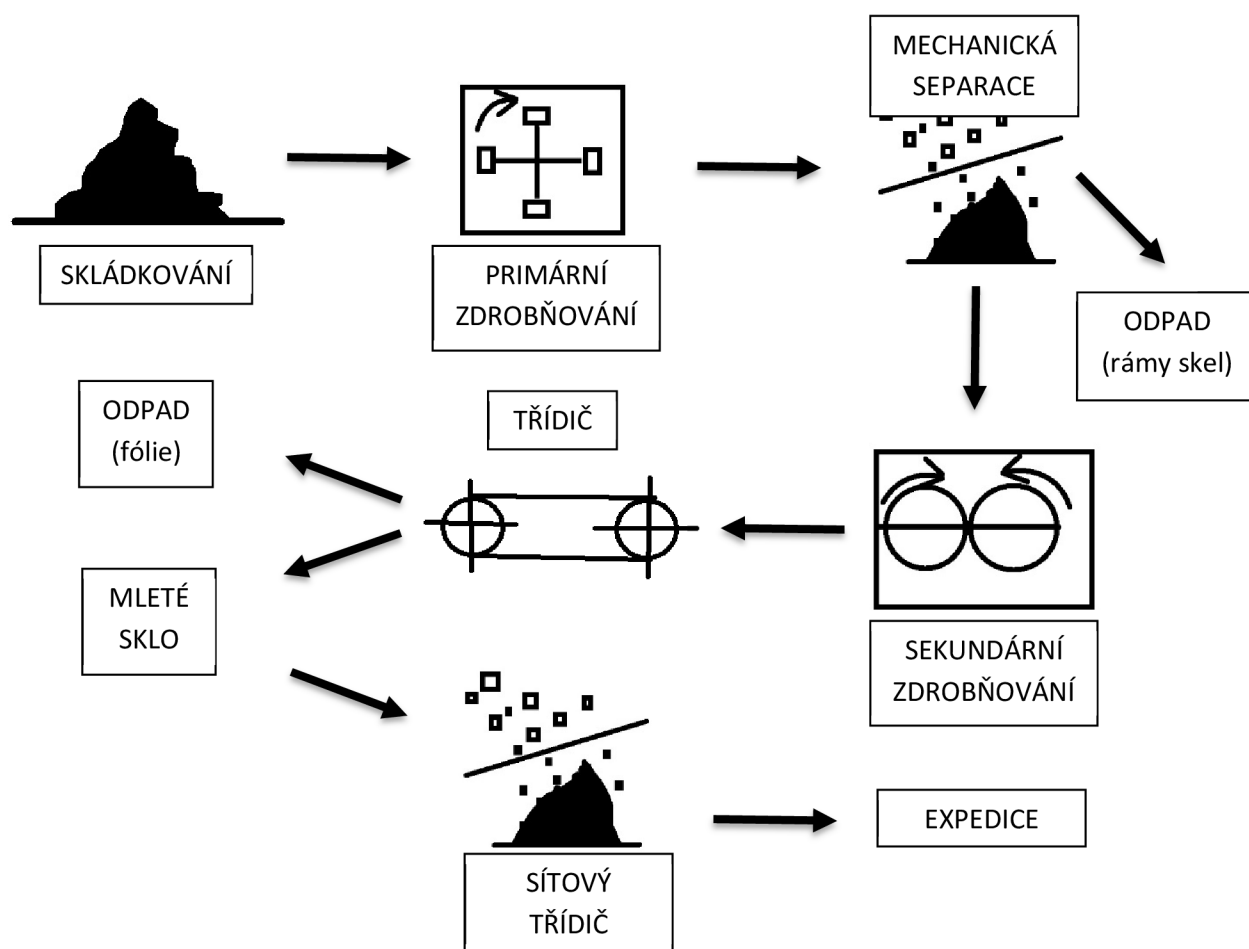 MECHANICKÁ
SEPARACE
SKLÁDKOVÁNÍ
PRIMÁRNÍ
ZDROBŇOVÁNÍ
ODPAD
(rámy skel)
ODPAD
(fólie)
TŘÍDIČ
MLETÉ
SKLO
SEKUNDÁRNÍ
ZDROBŇOVÁNÍ
EXPEDICE
SÍTOVÝ
TŘÍDIČ